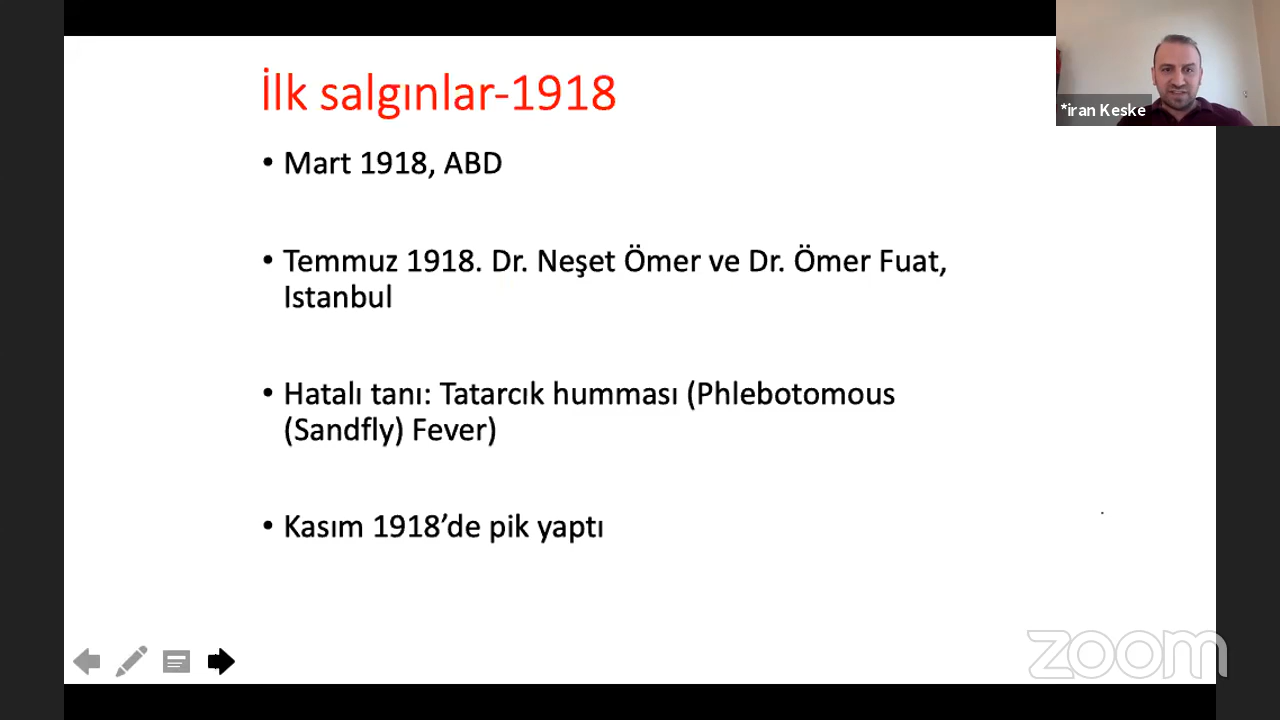 İlk salgınlar-1918
*iran Keske
• Mart 1918, ABD
• Temmuz 1918. Dr. Neşet Ömer ve Dr. Ömer Fuat,
Istanbul
• Hatalı tanı: Tatarcık humması (Phlebotomous
(Sandfly) Fever)
• Kasım 1918’de pik yaptı
zoom